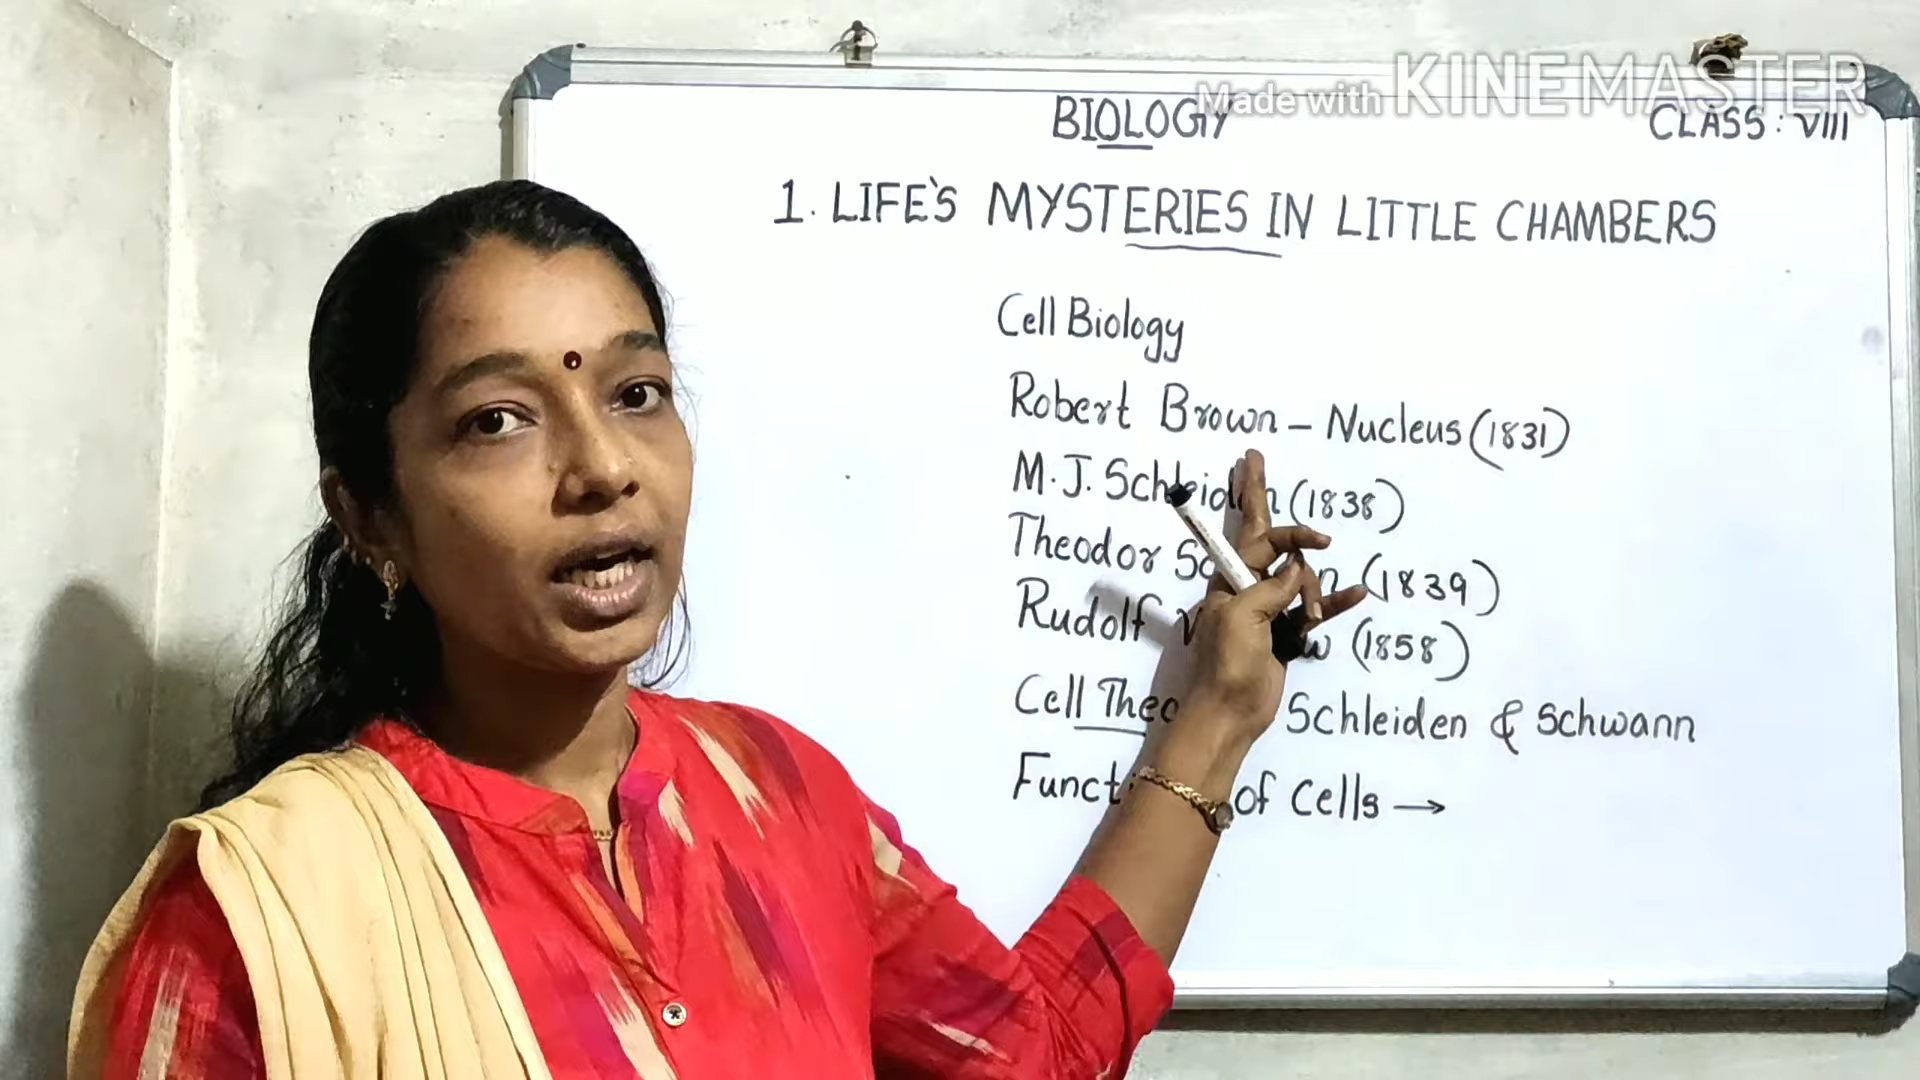 Made with KINEMASTER
BIOLOGY
CLASS: VIII
1. LIFE'S MYSTERIES IN LITTLE CHAMBERS
Cell Biology
Robert Brown – Nucleus (1831)
M.J. Schleiden (1838)
Theodor (1839)
Rudolf (1858)
Cell Schleiden & Schwann
of Cells →